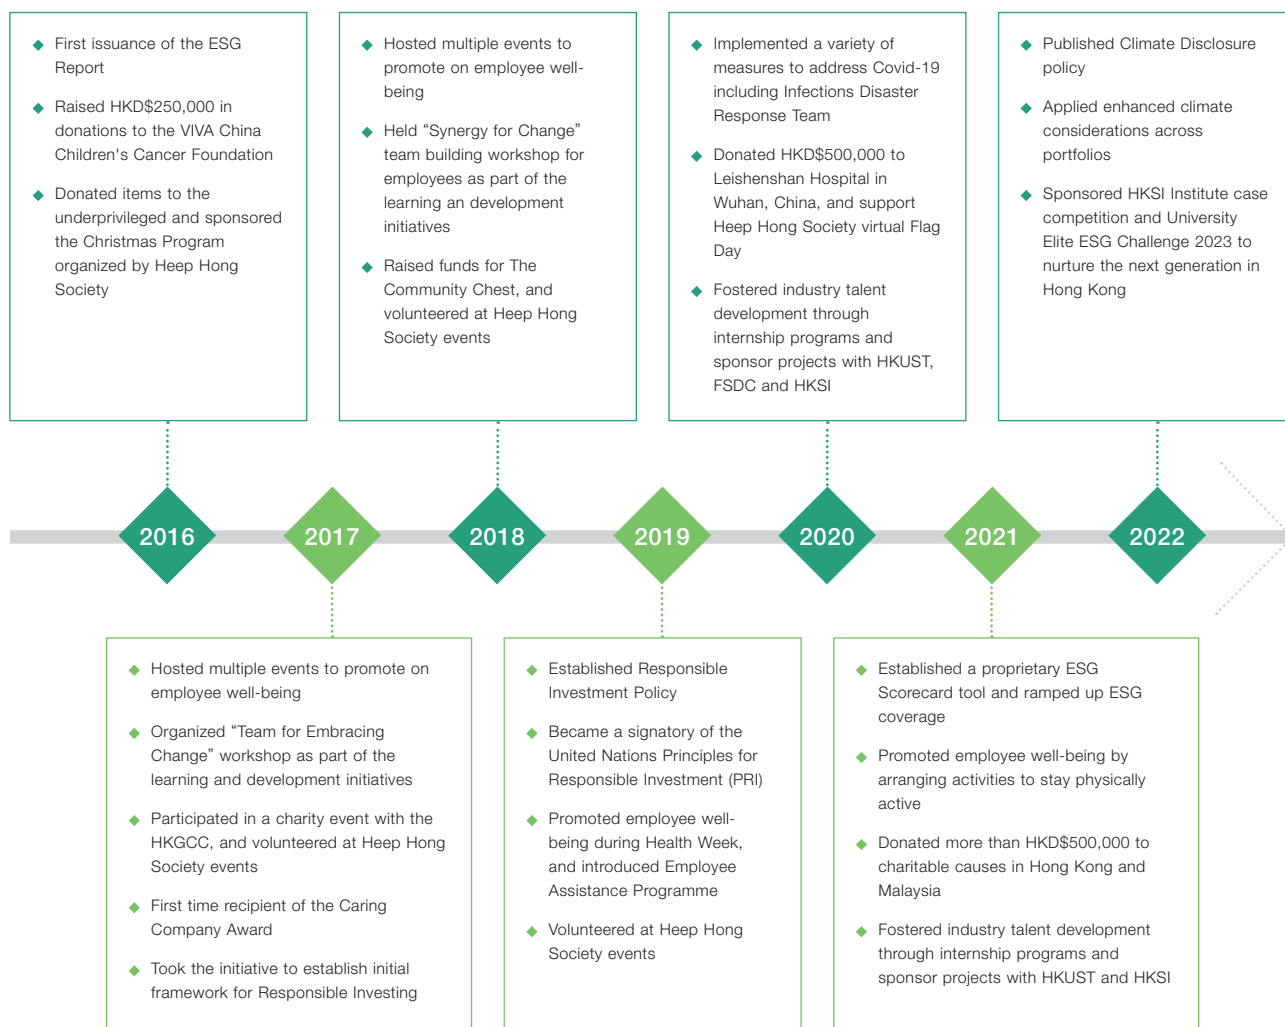 First issuance of the ESG
Report
Raised HKD$250,000 in
donations to the VIVA China
Children's Cancer Foundation
Donated items to the
underprivileged and sponsored
the Christmas Program
organized by Heep Hong
Society
Hosted multiple events to
promote on employee well-
being
Held “Synergy for Change”
team building workshop for
employees as part of the
learning an development
initiatives
Raised funds for The
Community Chest, and
volunteered at Heep Hong
Society events
Implemented a variety of
measures to address Covid-19
including Infections Disaster
Response Team
Donated HKD$500,000 to
Leishenshan Hospital in
Wuhan, China, and support
Heep Hong Society virtual Flag
Day
Fostered industry talent
development through
internship programs and
sponsor projects with HKUST,
FSDC and HKSI
Published Climate Disclosure
policy
Applied enhanced climate
considerations across
portfolios
Sponsored HKSI Institute case
competition and University
Elite ESG Challenge 2023 to
nurture the next generation in
Hong Kong
2016
2017
2018
2019
2020
2021
2022
Hosted multiple events to promote on
employee well-being
Organized “Team for Embracing
Change” workshop as part of the
learning and development initiatives
Participated in a charity event with the
HKGCC, and volunteered at Heep Hong
Society events
First time recipient of the Caring
Company Award
Took the initiative to establish initial
framework for Responsible Investing
Established Responsible
Investment Policy
Became a signatory of the
United Nations Principles for
Responsible Investment (PRI)
Promoted employee well-
being during Health Week,
and introduced Employee
Assistance Programme
Volunteered at Heep Hong
Society events
Established a proprietary ESG
Scorecard tool and ramped up ESG
coverage
Promoted employee well-being by
arranging activities to stay physically
active
Donated more than HKD$500,000 to
charitable causes in Hong Kong and
Malaysia
Fostered industry talent development
through internship programs and
sponsor projects with HKUST and HKSI